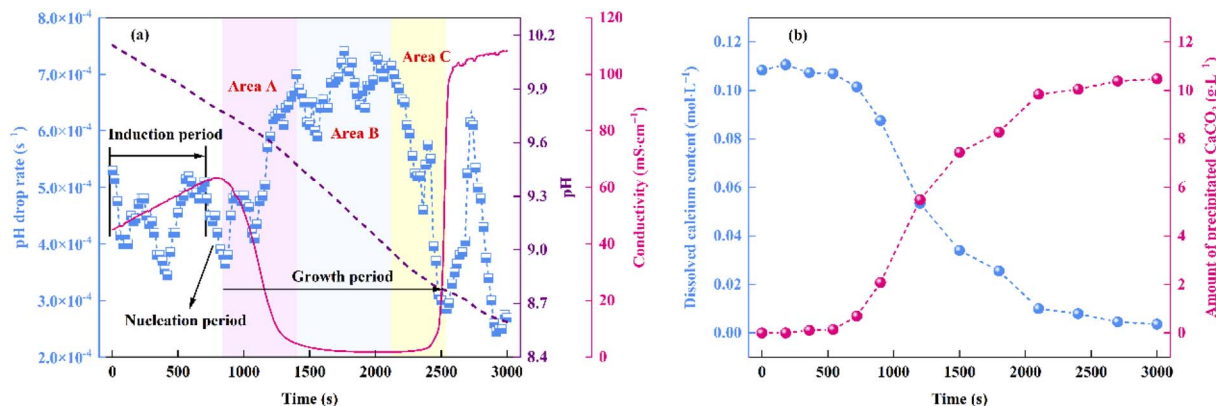 (a)
Area A
Area B
Area C
Induction period
Nucleation period
Growth period
pH drop rate (s⁻¹)
8.0×10⁻⁴
7.0×10⁻⁴
6.0×10⁻⁴
5.0×10⁻⁴
4.0×10⁻⁴
3.0×10⁻⁴
2.0×10⁻⁴
0 500 1000 1500 2000 2500 3000
Time (s)
10.2
9.9
9.6
9.4
9.1
9.0
8.8
8.7
8.4
pH
120
100
80
60
40
20
0
Conductivity (mS·cm⁻¹)
(b)
Dissolved calcium content (mol·L⁻¹)
0.12
0.10
0.08
0.06
0.04
0.02
0.00
0 500 1000 1500 2000 2500 3000
Time (s)
12
10
8
6
4
2
0
Amount of precipitated CaCO₃ (g·L⁻¹)